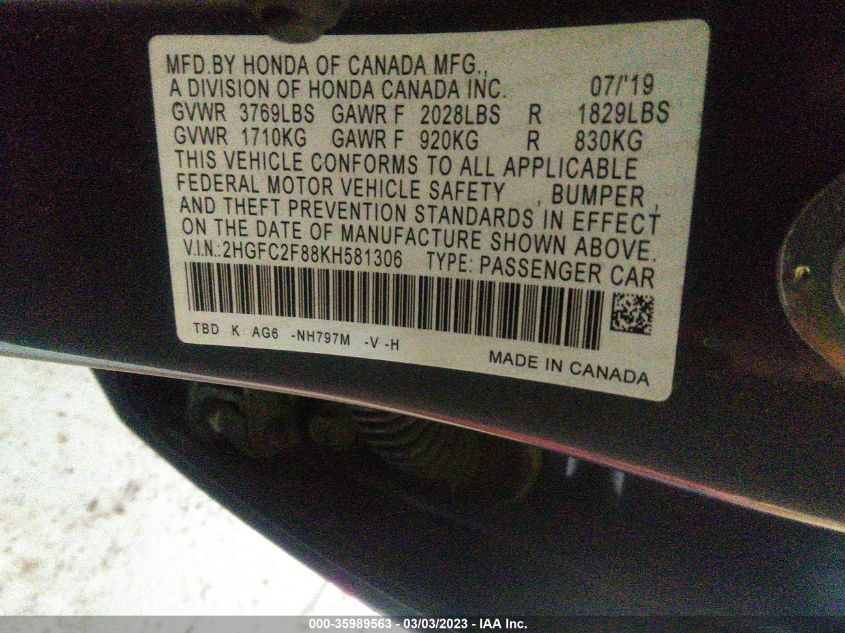 MFD.BY HONDA OF CANADA MFG.,
A DIVISION OF HONDA CANADA INC. 07/'19
GVWR 3769LBS GAWR F 2028LBS R 1829LBS
GVWR 1710KG GAWR F 920KG R 830KG
THIS VEHICLE CONFORMS TO ALL APPLICABLE
FEDERAL MOTOR VEHICLE SAFETY , BUMPER ,
AND THEFT PREVENTION STANDARDS IN EFFECT
ON THE DATE OF MANUFACTURE SHOWN ABOVE.
V.I.N.:2HGFC2F88KH581306 TYPE: PASSENGER CAR
TBD K AG6 -NH797M -V -H
MADE IN CANADA
000-35989563 - 03/03/2023 - IAA Inc.